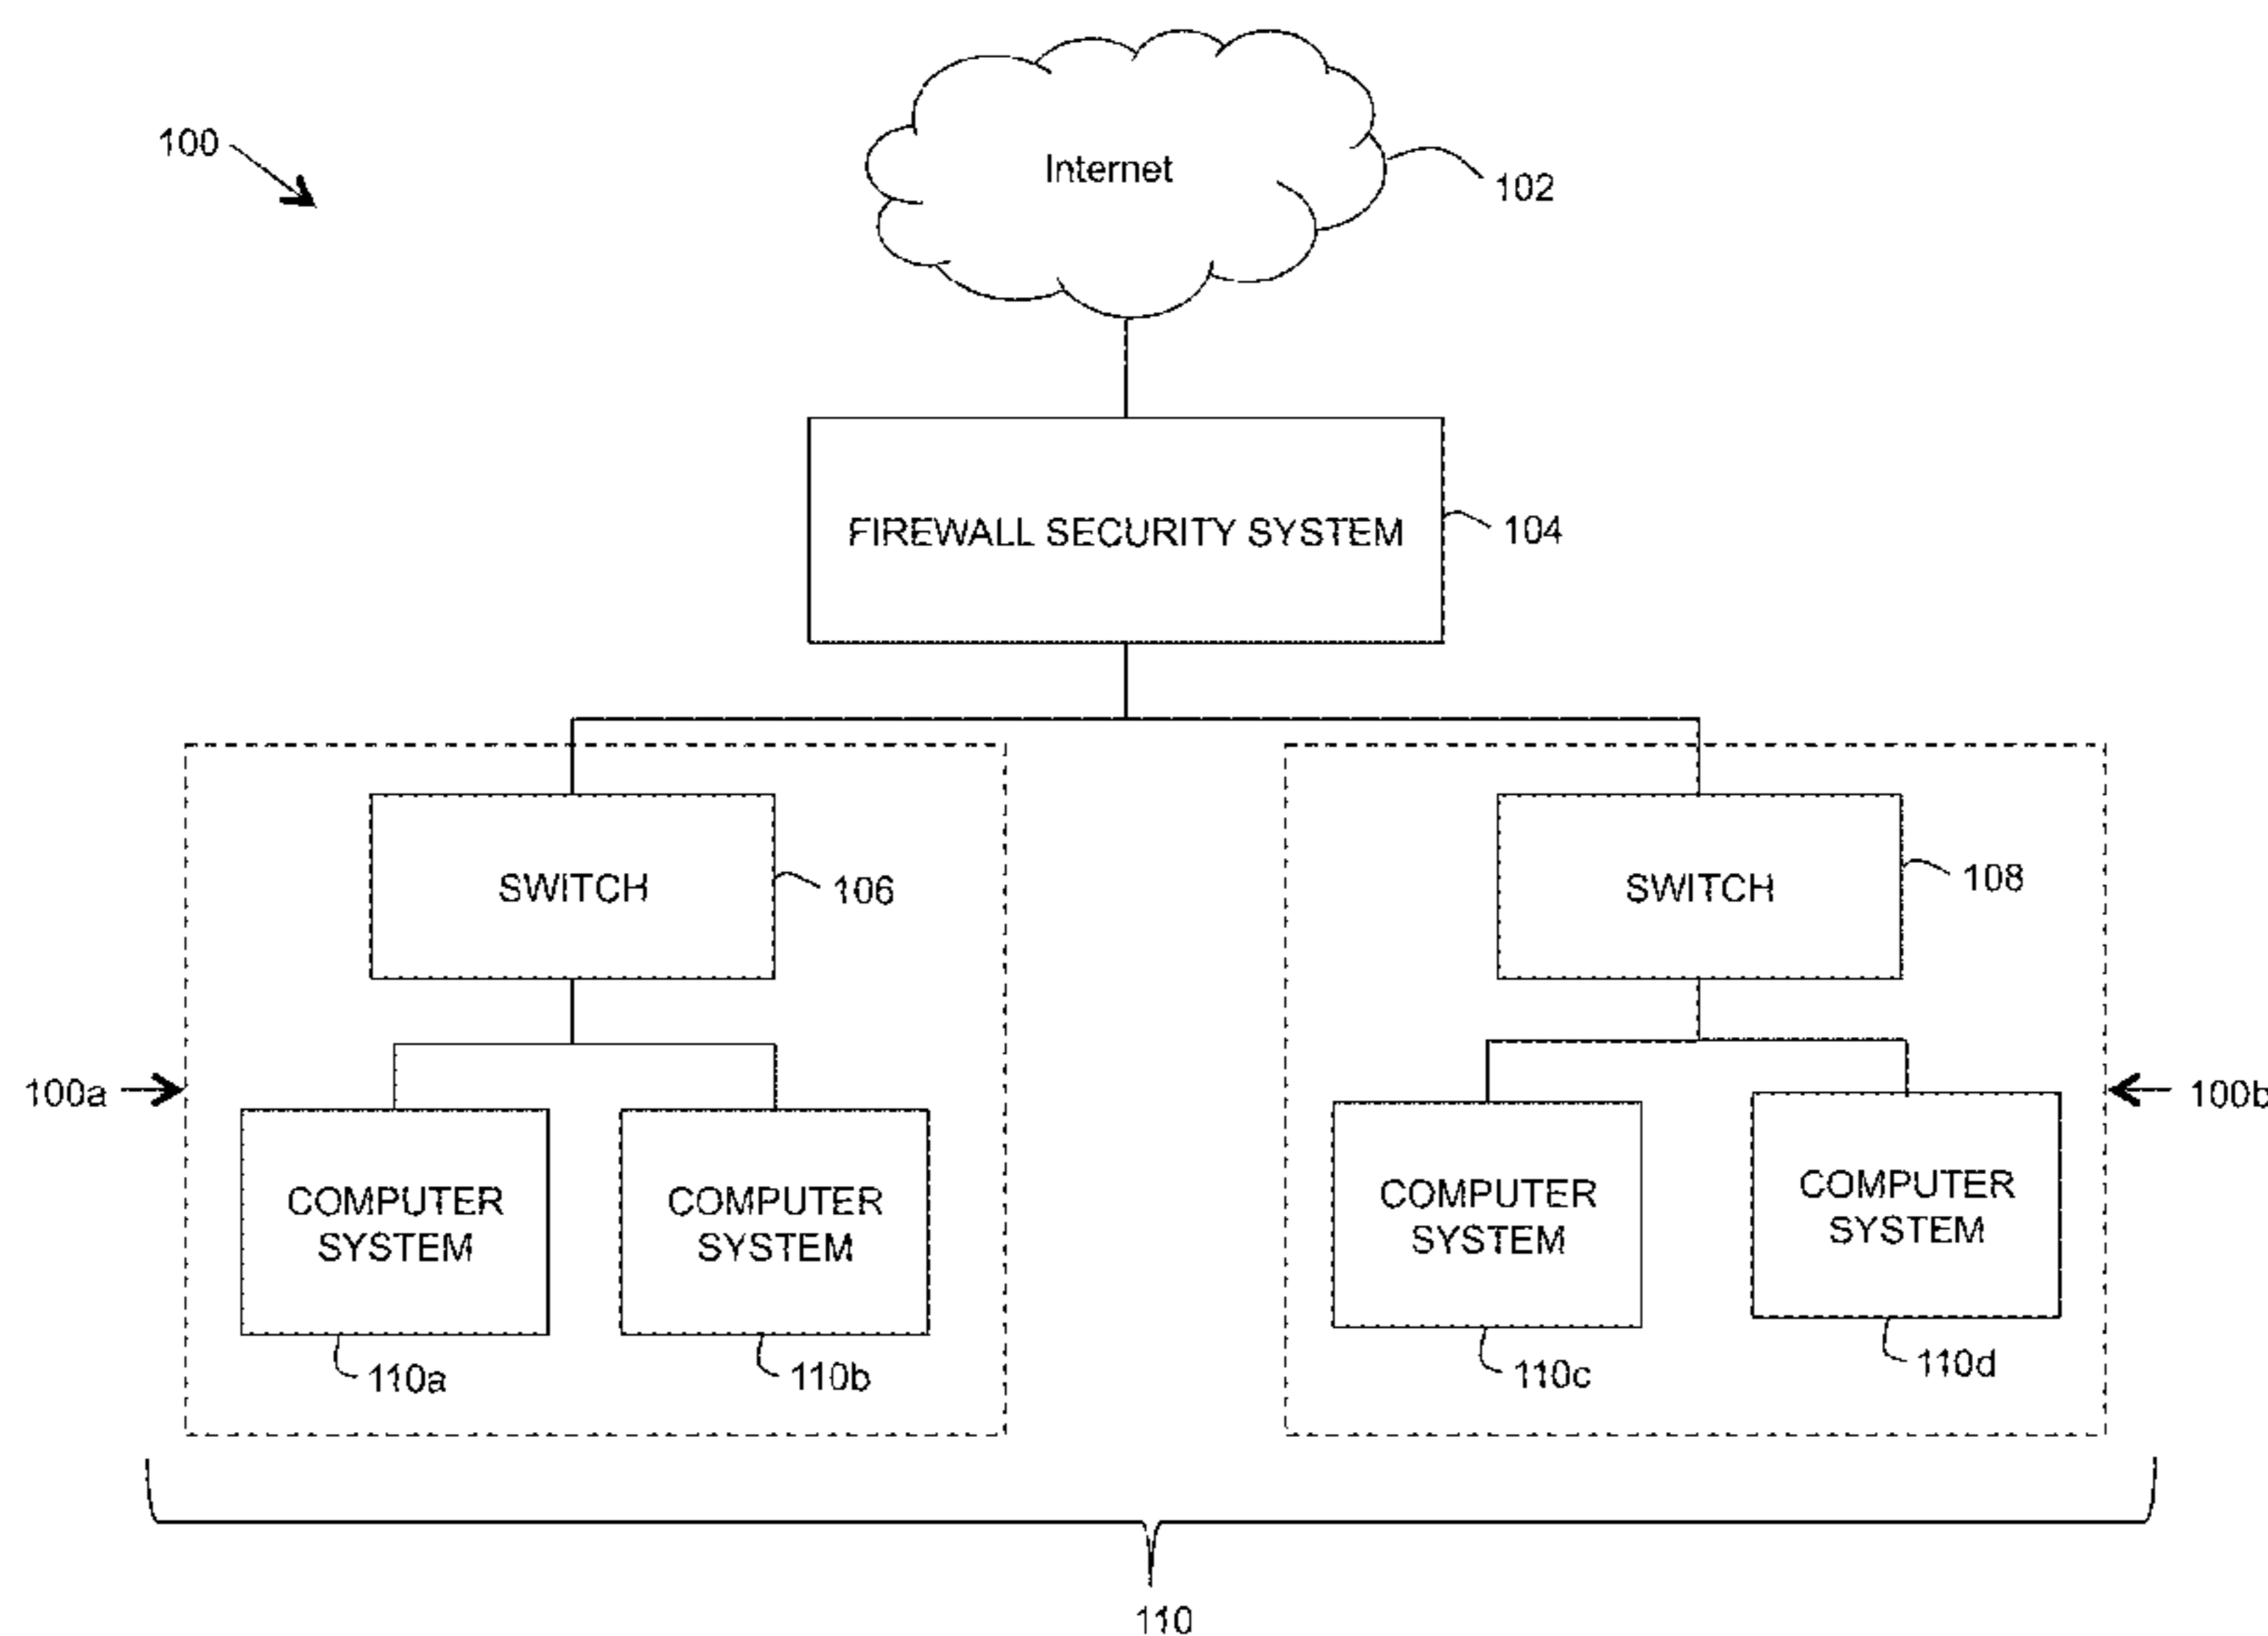 100
Internet
102
FIREWALL SECURITY SYSTEM
104
SWITCH
106
SWITCH
108
100a
100b
COMPUTER
SYSTEM
COMPUTER
SYSTEM
COMPUTER
SYSTEM
COMPUTER
SYSTEM
110a
110b
110c
110d
110